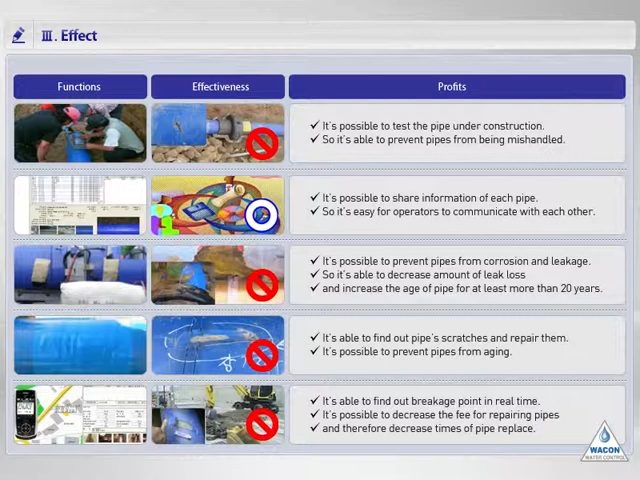 III. Effect
Functions
Effectiveness
Profits
✓ It's possible to test the pipe under construction.
✓ So it's able to prevent pipes from being mishandled.
✓ It's possible to share information of each pipe.
✓ So it's easy for operators to communicate with each other.
✓ It's possible to prevent pipes from corrosion and leakage.
✓ So it's able to decrease amount of leak loss
✓ and increase the age of pipe for at least more than 20 years.
✓ It's able to find out pipe's scratches and repair them.
✓ It's possible to prevent pipes from aging.
✓ It's able to find out breakage point in real time.
✓ It's possible to decrease the fee for repairing pipes
✓ and therefore decrease times of pipe replace.
WACON
WATER CONTROL